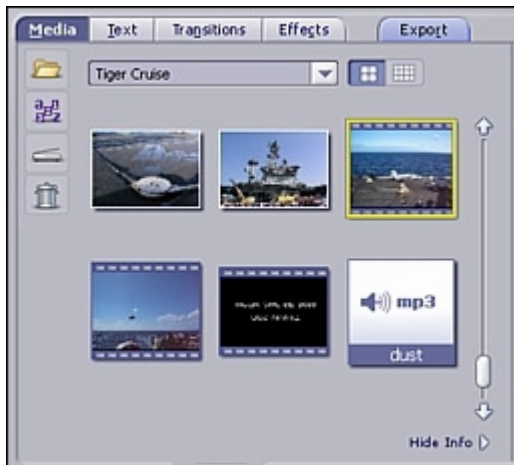 Media Text Transitions Effects Export
Tiger Cruise
mp3
dust
Hide Info